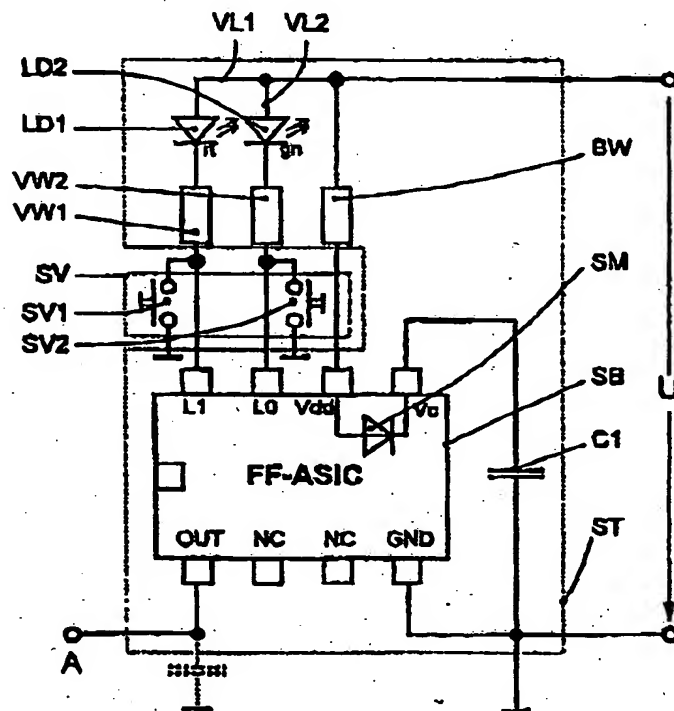 VL1 VL2
LD2
LD1
rt gn
BW
VW2
VW1
SV
SM
SV1
SV2
SB
L1 L0 Vdd Vc
U
C1
FF-ASIC
OUT NC NC GND
ST
A